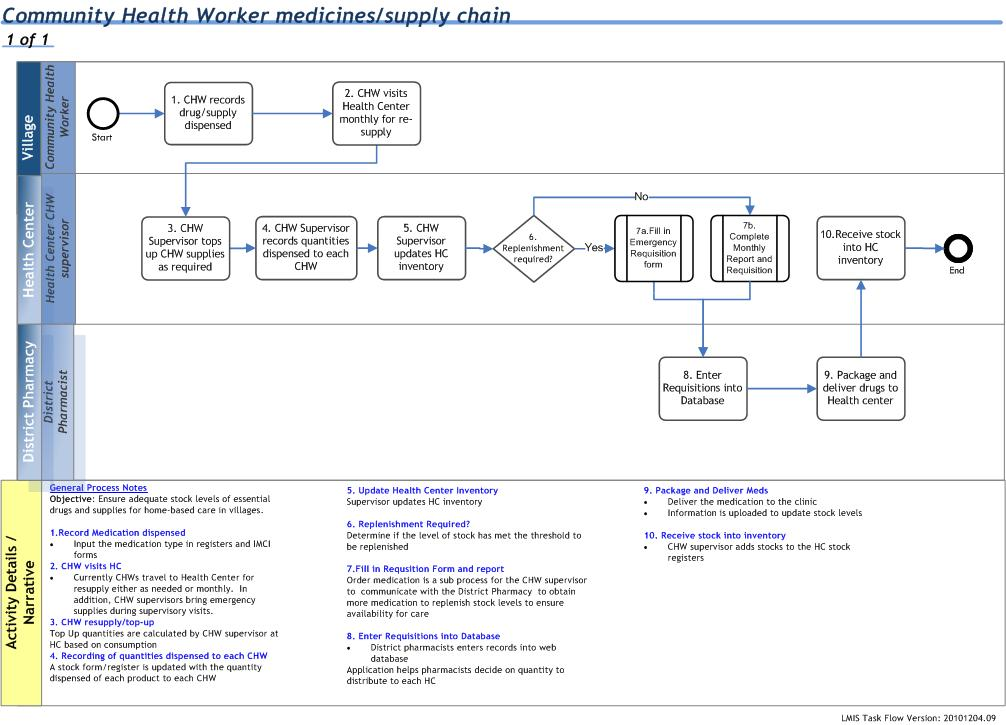 Community Health Worker medicines/supply chain
1 of 1
Village
Community Health
Worker
Start
1. CHW records
drug/supply
dispensed
2. CHW visits
Health Center
monthly for re-
supply
Health Center
Health Center CHW
supervisor
3. CHW
Supervisor tops
up CHW supplies
as required
4. CHW Supervisor
records quantities
dispensed to each
CHW
5. CHW
Supervisor
updates HC
inventory
6.
Replenishment
required?
No
Yes
7a.Fill in
Emergency
Requisition
form
7b.
Complete
Monthly
Report and
Requisition
10.Receive stock
into HC
inventory
End
District Pharmacy
District
Pharmacist
8. Enter
Requisitions into
Database
9. Package and
deliver drugs to
Health center
Activity Details /
Narrative
General Process Notes
Objective: Ensure adequate stock levels of essential
drugs and supplies for home-based care in villages.
1.Record Medication dispensed
• Input the medication type in registers and IMCI
forms
2. CHW visits HC
• Currently CHWs travel to Health Center for
resupply either as needed or monthly. In
addition, CHW supervisors bring emergency
supplies during supervisory visits.
3. CHW resupply/top-up
Top Up quantities are calculated by CHW supervisor at
HC based on consumption
4. Recording of quantities dispensed to each CHW
A stock form/register is updated with the quantity
dispensed of each product to each CHW
5. Update Health Center Inventory
Supervisor updates HC inventory
6. Replenishment Required?
Determine if the level of stock has met the threshold to
be replenished
7.Fill in Requsition Form and report
Order medication is a sub process for the CHW supervisor
to communicate with the District Pharmacy to obtain
more medication to replenish stock levels to ensure
availability for care
8. Enter Requisitions into Database
• District pharmacists enters records into web
database
Application helps pharmacists decide on quantity to
distribute to each HC
9. Package and Deliver Meds
• Deliver the medication to the clinic
• Information is uploaded to update stock levels
10. Receive stock into inventory
• CHW supervisor adds stocks to the HC stock
registers
LMIS Task Flow Version: 20101204.09